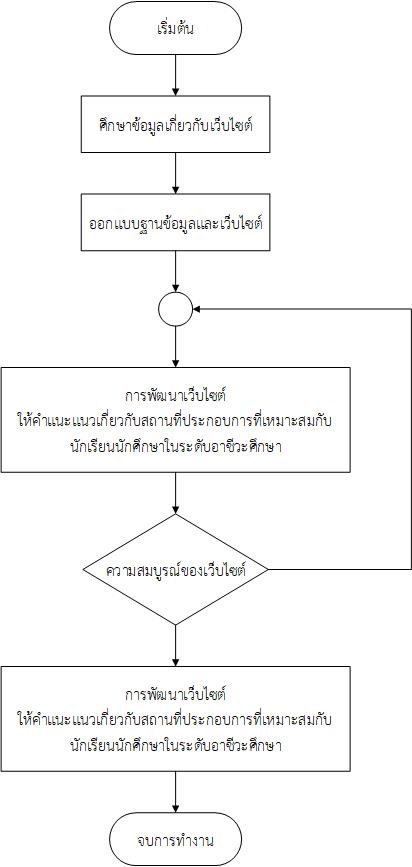 เริ่มต้น
ศึกษาข้อมูลเกี่ยวกับเว็บไซต์
ออกแบบฐานข้อมูลและเว็บไซต์
การพัฒนาเว็บไซต์
ให้คำแนะแนวเกี่ยวกับสถานที่ประกอบการที่เหมาะสมกับ
นักเรียนนักศึกษาในระดับอาชีวะศึกษา
ความสมบูรณ์ของเว็บไซต์
การพัฒนาเว็บไซต์
ให้คำแนะแนวเกี่ยวกับสถานที่ประกอบการที่เหมาะสมกับ
นักเรียนนักศึกษาในระดับอาชีวะศึกษา
จบการทำงาน